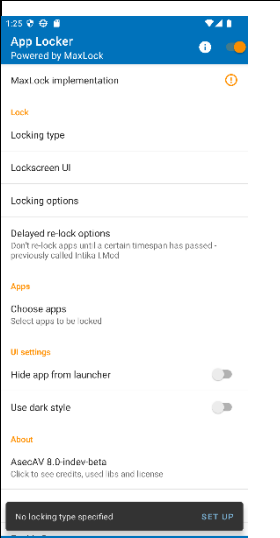 1:25
App Locker
Powered by MaxLock
MaxLock implementation
Lock
Locking type
Lockscreen UI
Locking options
Delayed re-lock options
Don't re-lock apps until a certain timespan has passed -
previously called Intika I.Mod
Apps
Choose apps
Select apps to be locked
UI settings
Hide app from launcher
Use dark style
About
AsecAV 8.0-indev-beta
Click to see credits, used libs and license
No locking type specified SET UP